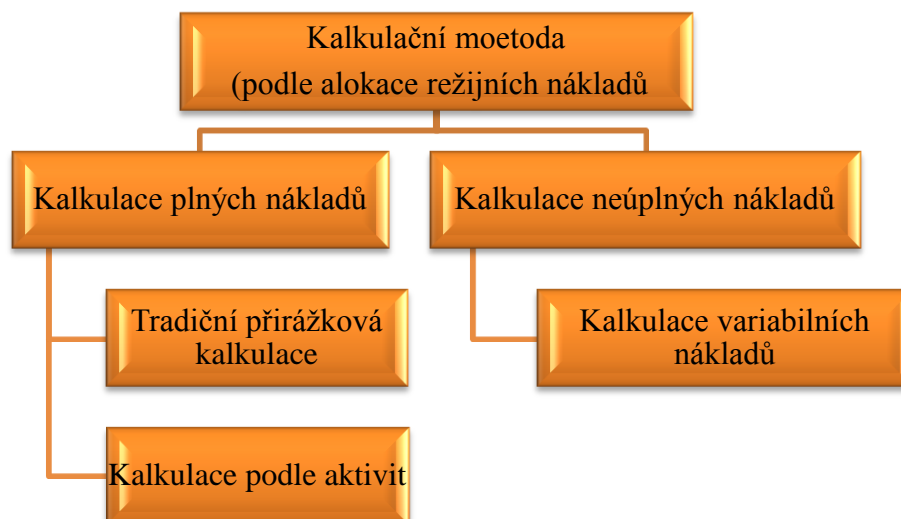 Kalkulační moetoda
(podle alokace režijních nákladů
Kalkulace plných nákladů
Kalkulace neúplných nákladů
Tradiční přirážková
kalkulace
Kalkulace variabilních
nákladů
Kalkulace podle aktivit